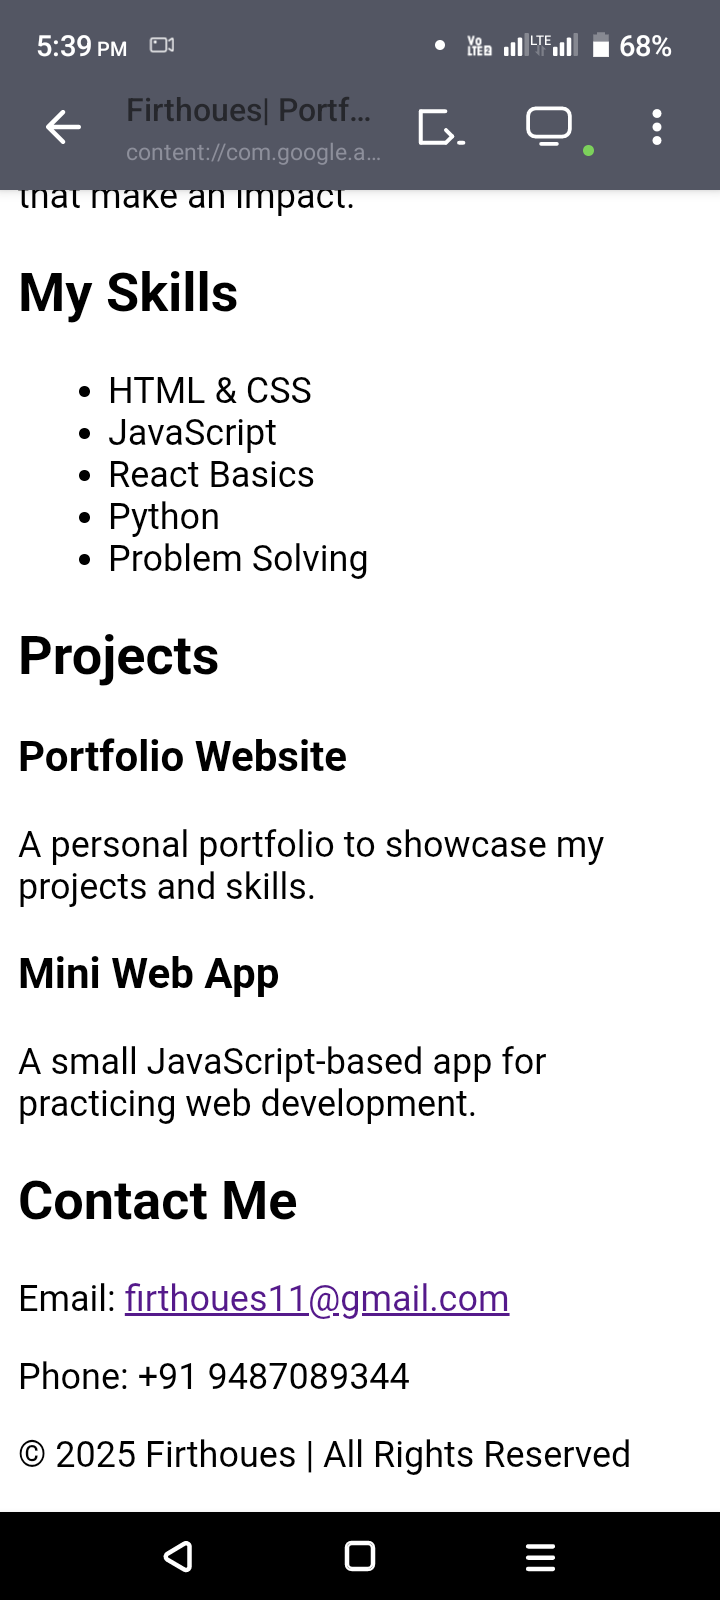 5:39 PM
Vo LTE LTE 68%
Firthoues| Portf...
content://com.google.a...
that make an impact.
My Skills
• HTML & CSS
• JavaScript
• React Basics
• Python
• Problem Solving
Projects
Portfolio Website
A personal portfolio to showcase my
projects and skills.
Mini Web App
A small JavaScript-based app for
practicing web development.
Contact Me
Email: firthoues11@gmail.com
Phone: +91 9487089344
© 2025 Firthoues | All Rights Reserved